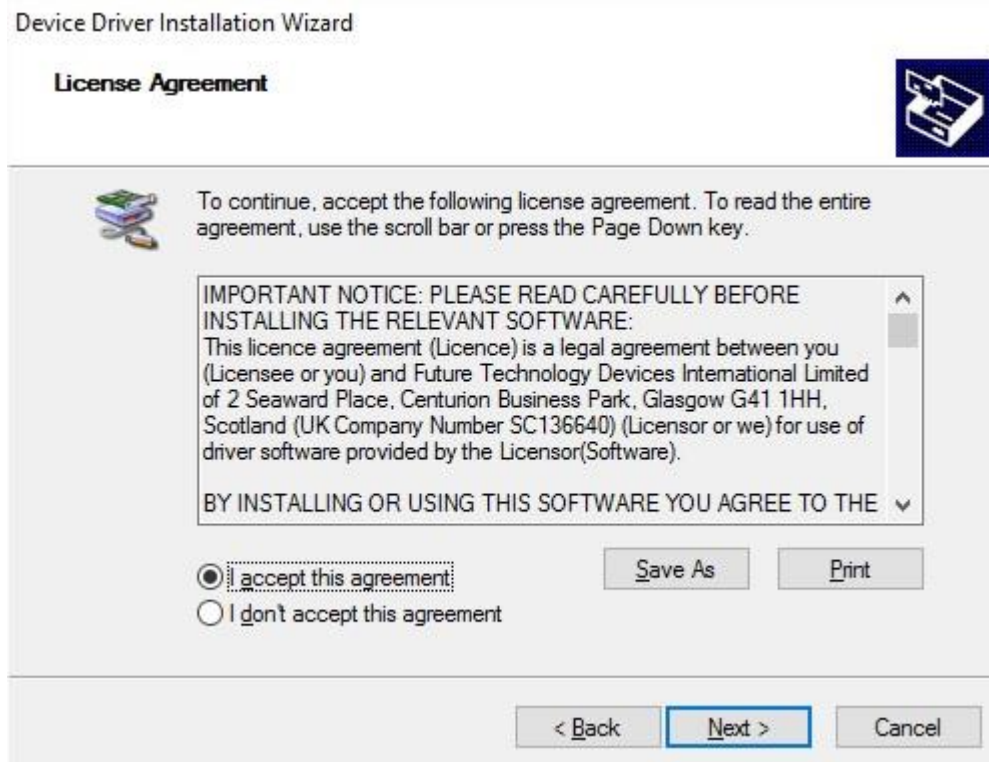 Device Driver Installation Wizard
License Agreement
To continue, accept the following license agreement. To read the entire
agreement, use the scroll bar or press the Page Down key.
IMPORTANT NOTICE: PLEASE READ CAREFULLY BEFORE
INSTALLING THE RELEVANT SOFTWARE:
This licence agreement (Licence) is a legal agreement between you
(Licensee or you) and Future Technology Devices International Limited
of 2 Seaward Place, Centurion Business Park, Glasgow G41 1HH,
Scotland (UK Company Number SC136640) (Licensor or we) for use of
driver software provided by the Licensor(Software).
BY INSTALLING OR USING THIS SOFTWARE YOU AGREE TO THE
I accept this agreement
Save As
Print
I don't accept this agreement
< Back
Next >
Cancel